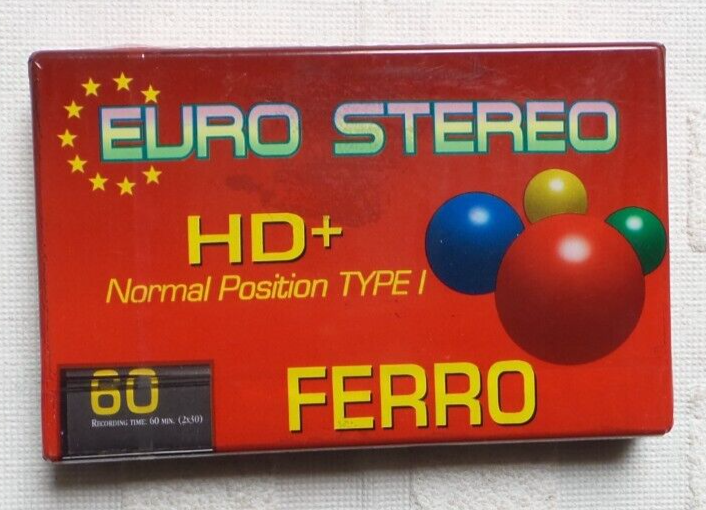 EURO STEREO
HD+
Normal Position TYPE I
60
RECORDING TIME: 60 MIN. (2x30)
FERRO